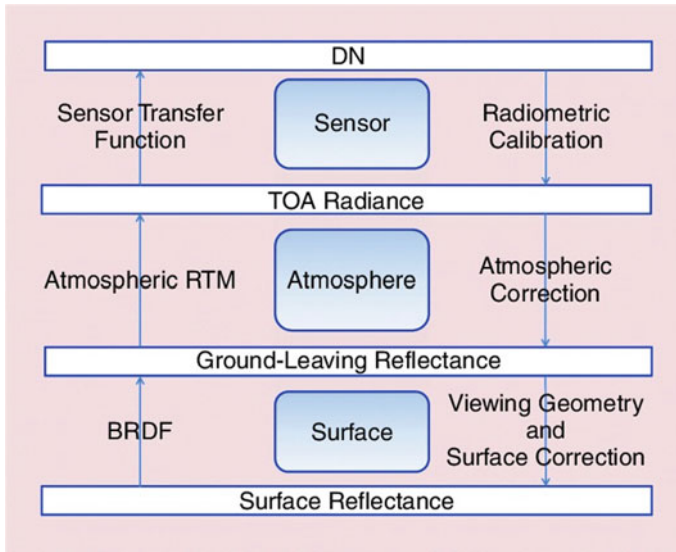 DN
Sensor Transfer
Function
Sensor
Radiometric
Calibration
TOA Radiance
Atmospheric RTM
Atmosphere
Atmospheric
Correction
Ground-Leaving Reflectance
BRDF
Surface
Viewing Geometry
and
Surface Correction
Surface Reflectance